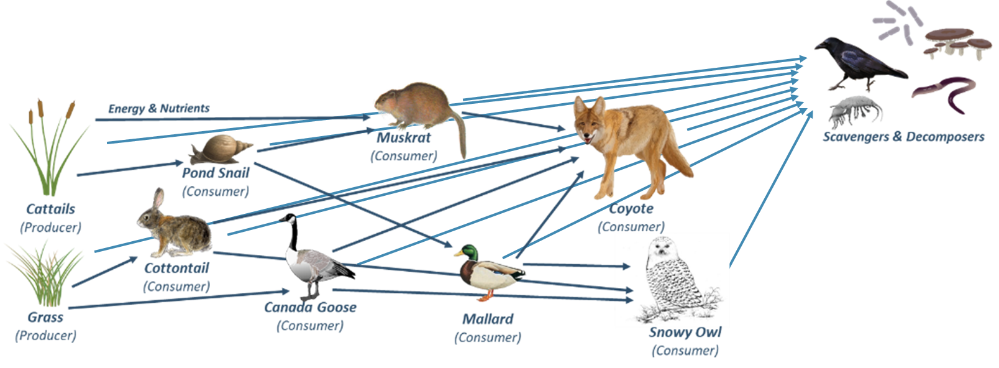 Energy & Nutrients
Muskrat
(Consumer)
Scavengers & Decomposers
Pond Snail
(Consumer)
Cattails
(Producer)
Coyote
(Consumer)
Cottontail
(Consumer)
Canada Goose
(Consumer)
Grass
(Producer)
Mallard
(Consumer)
Snowy Owl
(Consumer)